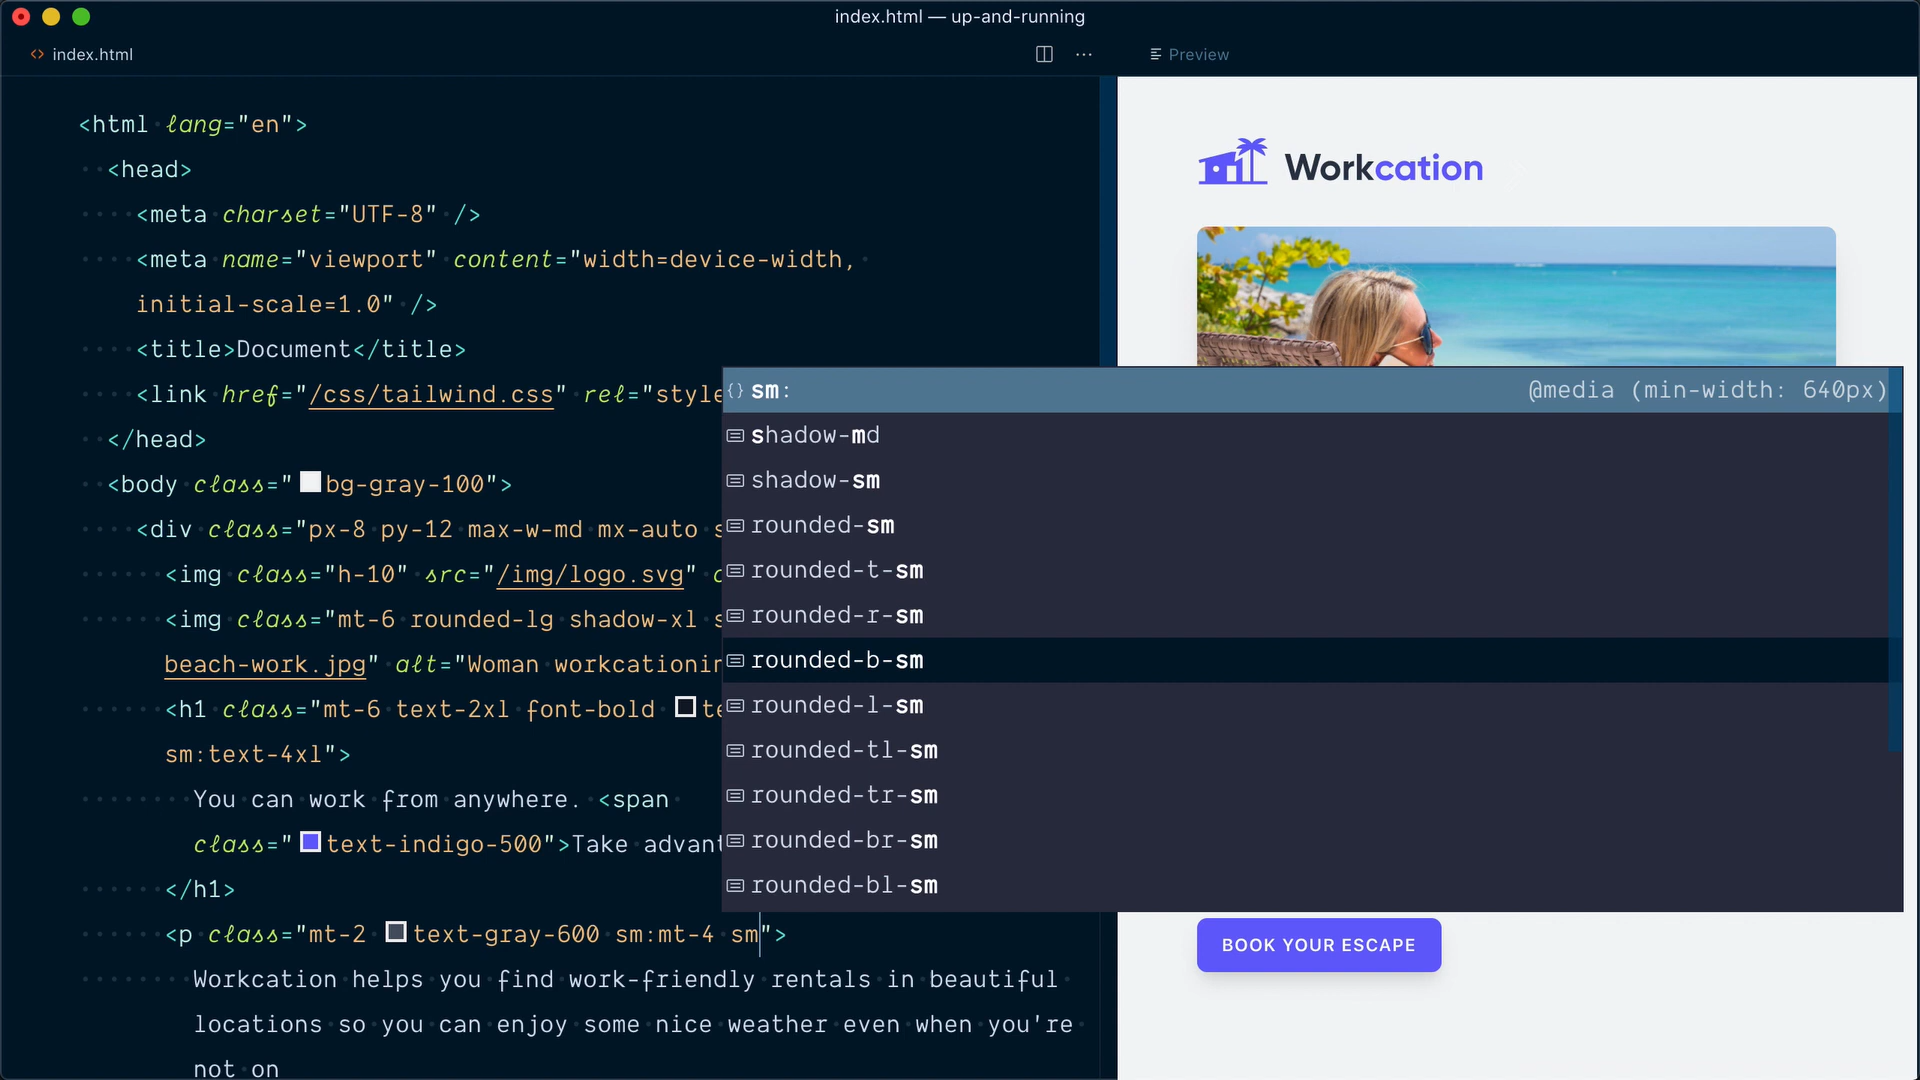 index.html — up-and-running
index.html
Preview
<html lang="en">
<head>
<meta charset="UTF-8" />
<meta name="viewport" content="width=device-width,
initial-scale=1.0" />
<title>Document</title>
<link href="/css/tailwind.css" rel="style
</head>
<body class="bg-gray-100">
<div class="px-8 py-12 max-w-md mx-auto s
<img class="h-10" src="/img/logo.svg"
<img class="mt-6 rounded-lg shadow-xl s
beach-work.jpg" alt="Woman workcationin
<h1 class="mt-6 text-2xl font-bold te
sm:text-4xl">
You can work from anywhere. <span
class="text-indigo-500">Take advant
</h1>
<p class="mt-2 text-gray-600 sm:mt-4 sm">
Workcation helps you find work-friendly rentals in beautiful
locations so you can enjoy some nice weather even when you're
not on
{} sm: @media (min-width: 640px)
shadow-md
shadow-sm
rounded-sm
rounded-t-sm
rounded-r-sm
rounded-b-sm
rounded-l-sm
rounded-tl-sm
rounded-tr-sm
rounded-br-sm
rounded-bl-sm
Workcation
BOOK YOUR ESCAPE